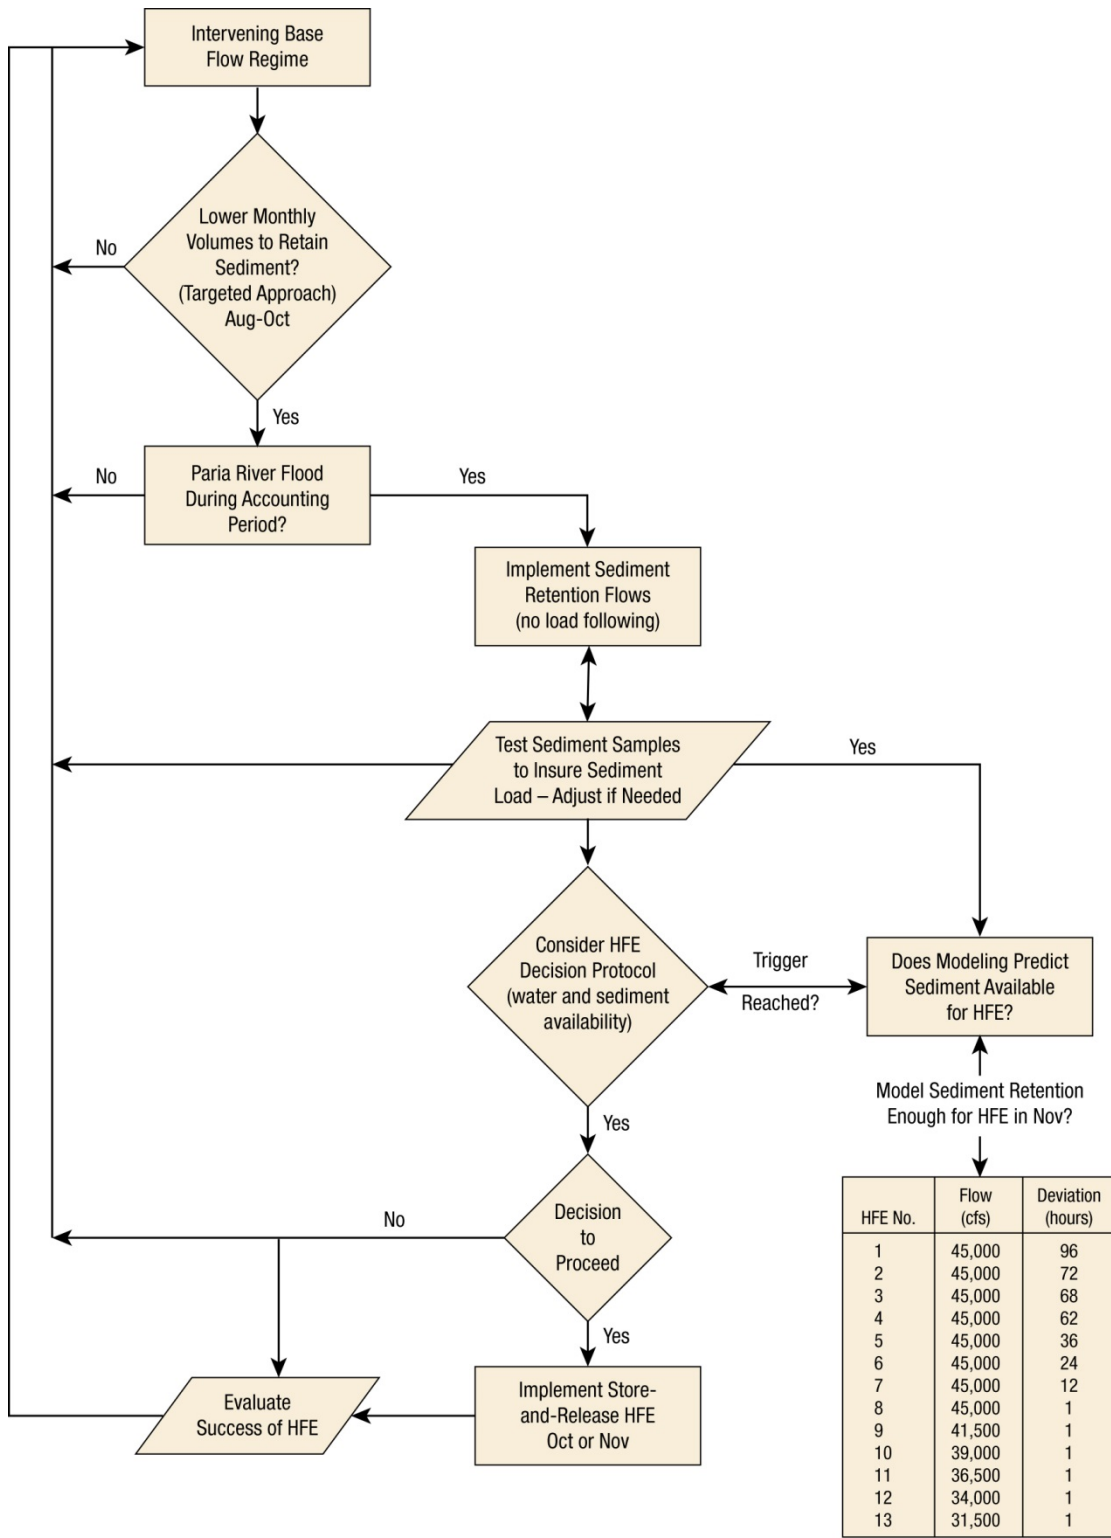 Intervening Base
Flow Regime
Lower Monthly
Volumes to Retain
Sediment?
(Targeted Approach)
Aug-Oct
No
Yes
Paria River Flood
During Accounting
Period?
No
Yes
Implement Sediment
Retention Flows
(no load following)
Test Sediment Samples
to Insure Sediment
Load – Adjust if Needed
Yes
Consider HFE
Decision Protocol
(water and sediment
availability)
Trigger
Reached?
Does Modeling Predict
Sediment Available
for HFE?
Model Sediment Retention
Enough for HFE in Nov?
Yes
Decision
to
Proceed
No
Yes
Implement Store-
and-Release HFE
Oct or Nov
Evaluate
Success of HFE
Flow Deviation
HFE No. (cfs) (hours)
1 45,000 96
2 45,000 72
3 45,000 68
4 45,000 62
5 45,000 36
6 45,000 24
7 45,000 12
8 45,000 1
9 41,500 1
10 39,000 1
11 36,500 1
12 34,000 1
13 31,500 1